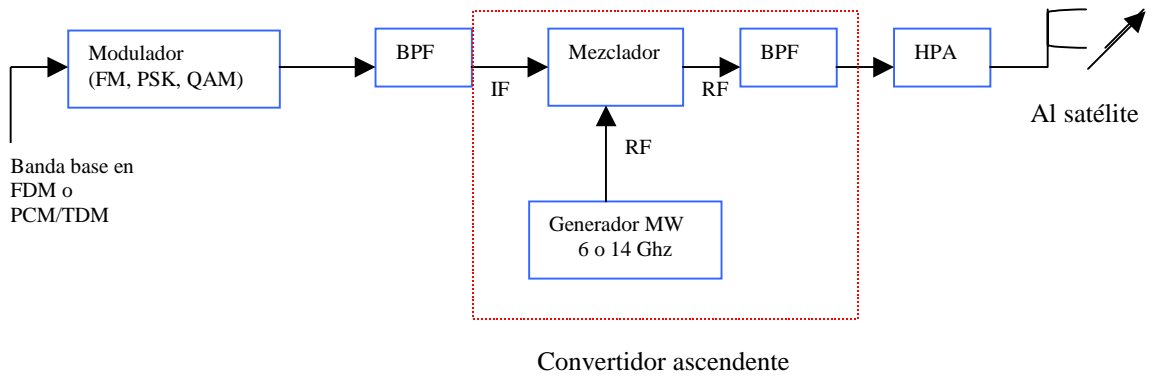 Modulador
(FM, PSK, QAM)
BPF
IF
Mezclador
RF
BPF
HPA
Al satélite
Banda base en
FDM o
PCM/TDM
RF
Generador MW
6 o 14 Ghz
Convertidor ascendente